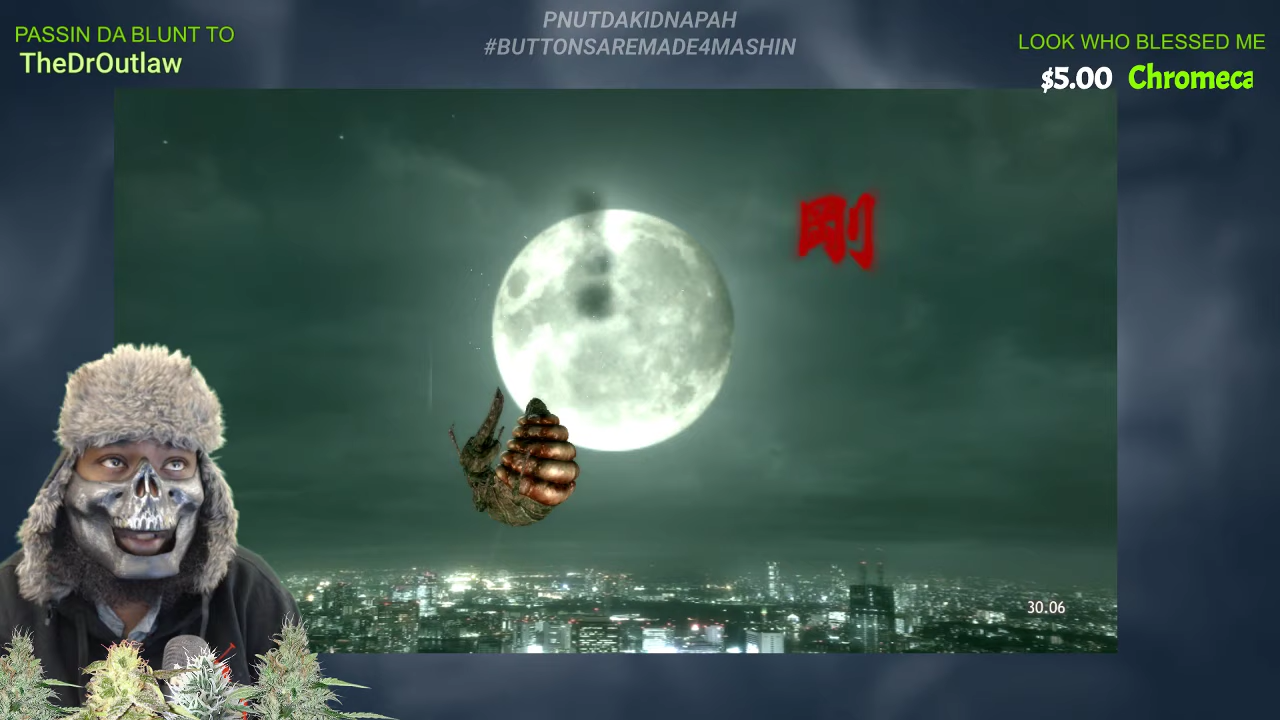 PASSIN DA BLUNT TO
TheDrOutlaw
PNUTDAKIDNAPAH
#BUTTONSAREMADE4MASHIN
LOOK WHO BLESSED ME
$5.00 Chromeca
剛
30.06